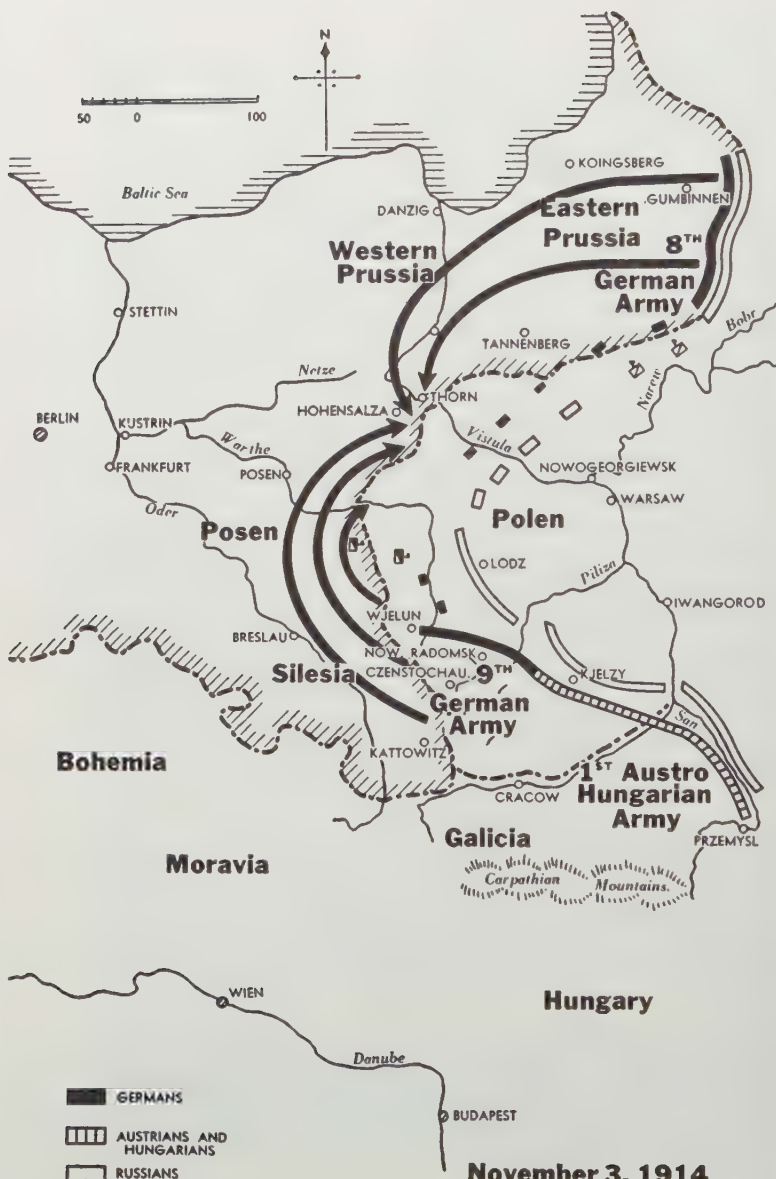 N
50 0 100
Baltic Sea
KOINGSBERG
GUMBINNEN
DANZIG
Eastern
Prussia
8TH
German
Army
Western
Prussia
STETTIN
TANNENBERG
Bobr
Narew
Netze
THORN
HOHENSALZA
BERLIN
KUSTRIN
Warthe
Vistula
FRANKFURT
POSEN
NOWOGEORGIEWSK
WARSAW
Oder
Posen
Polen
LODZ
Piliza
IWANGOROD
WJELUN
BRESLAU
NOW. RADOMSK
KJELZY
Silesia
CZENSTOCHAU.
9TH
German
Army
San
KATTOWITZ
Bohemia
1ST Austro
Hungarian
Army
CRACOW
PRZEMYSL
Galicia
Moravia
Carpathian Mountains.
WIEN
Hungary
Danube
GERMANS
BUDAPEST
AUSTRIANS AND
HUNGARIANS
RUSSIANS
November 3, 1914